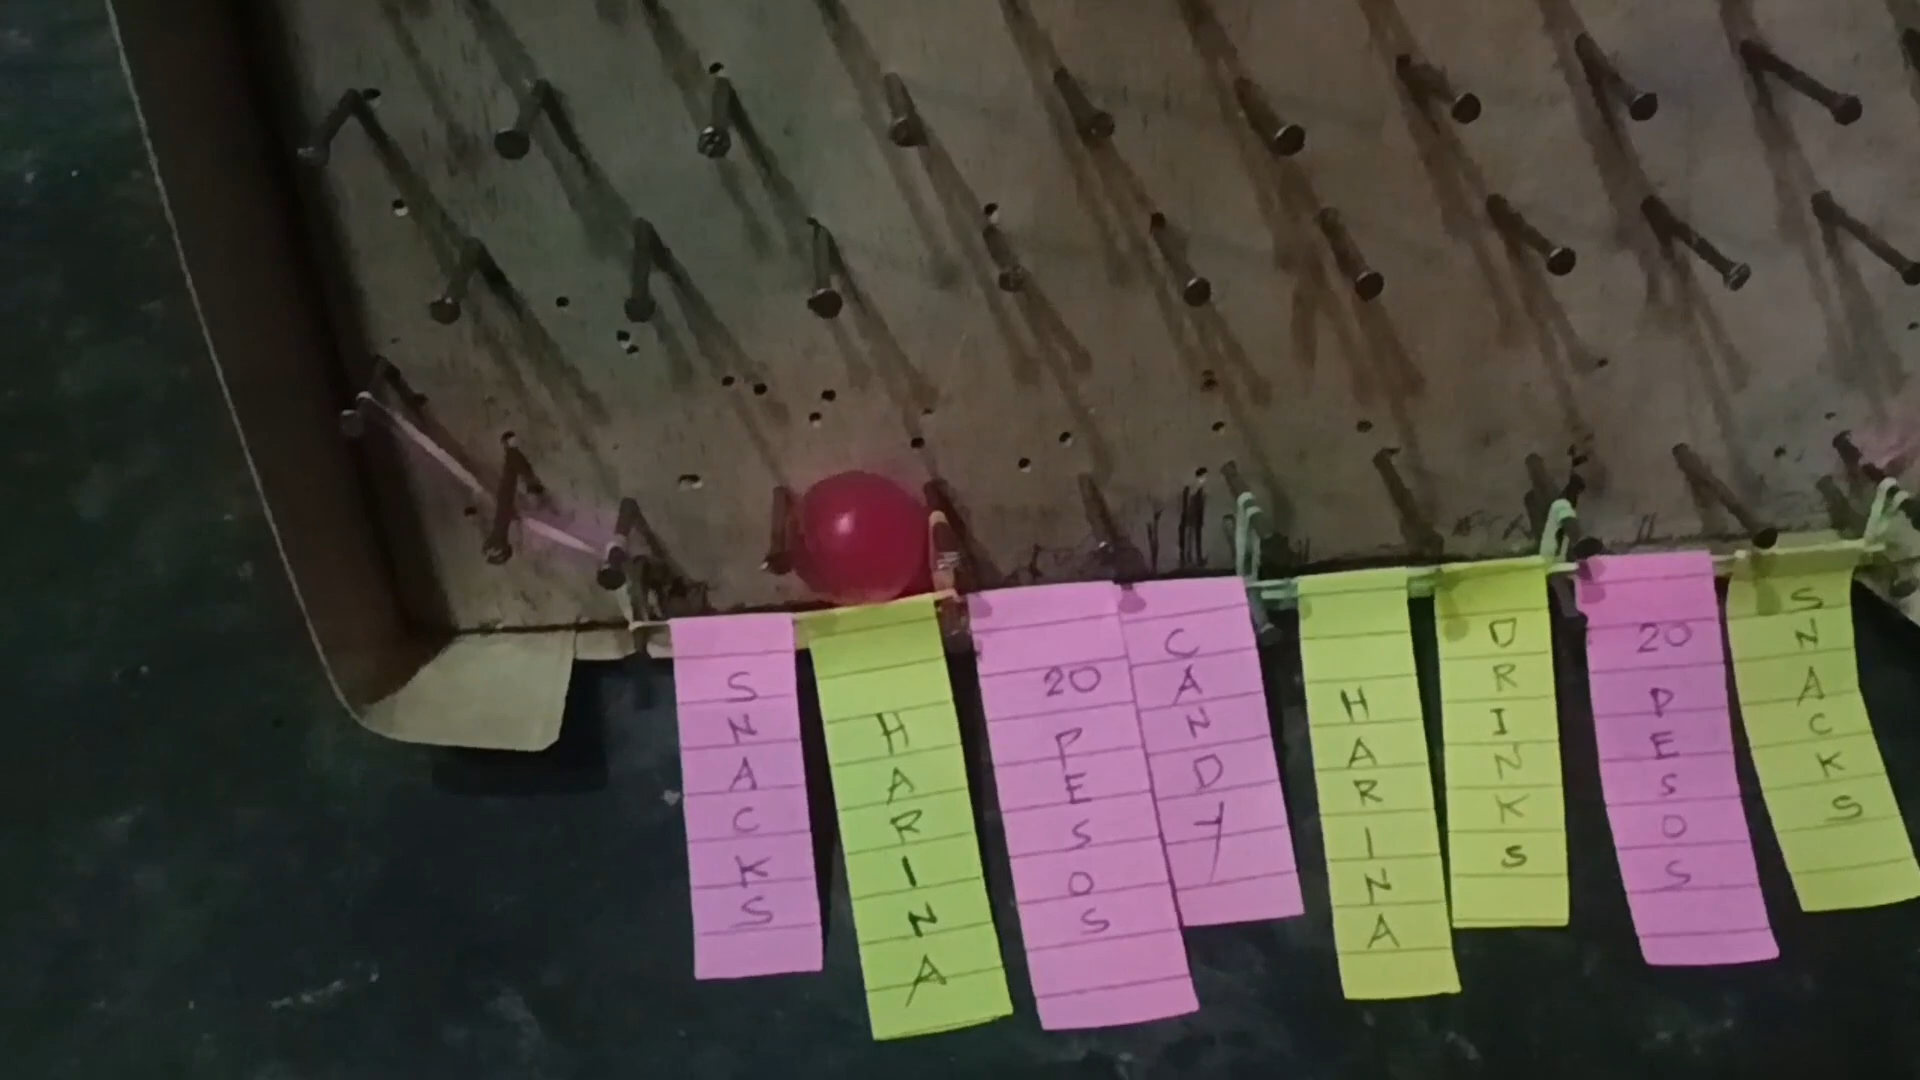 SNACKS
HARINA
20 PESOS
CANDY
HARINA
DRINKS
20 PESOS
SNACKS